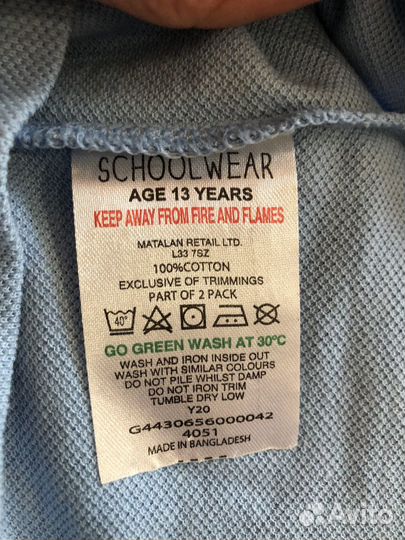 SCHOOLWEAR
AGE 13 YEARS
KEEP AWAY FROM FIRE AND FLAMES
MATALAN RETAIL LTD.
L33 7SZ
100%COTTON
EXCLUSIVE OF TRIMMINGS
PART OF 2 PACK
40°
GO GREEN WASH AT 30°C
WASH AND IRON INSIDE OUT
WASH WITH SIMILAR COLOURS
DO NOT PILE WHILST DAMP
DO NOT IRON TRIM
TUMBLE DRY LOW
Y20
G4430656000042
4051
MADE IN BANGLADESH
Avito